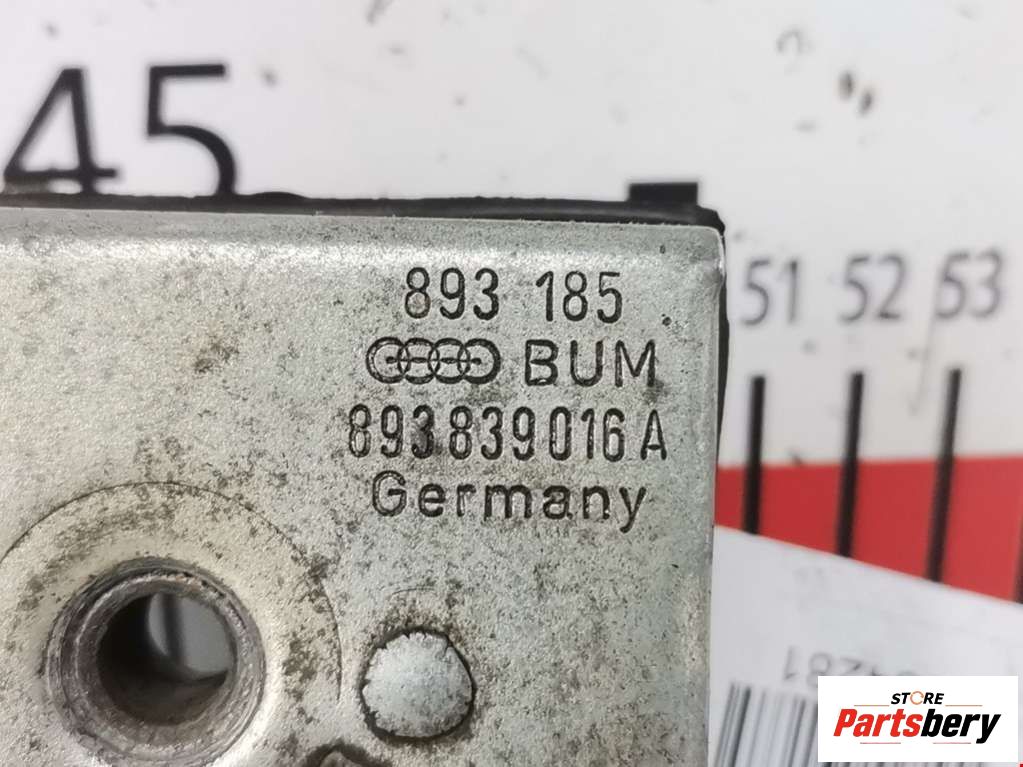 45
893 185
BUM
893839016A
Germany
51 52 53
STORE
Partsbery